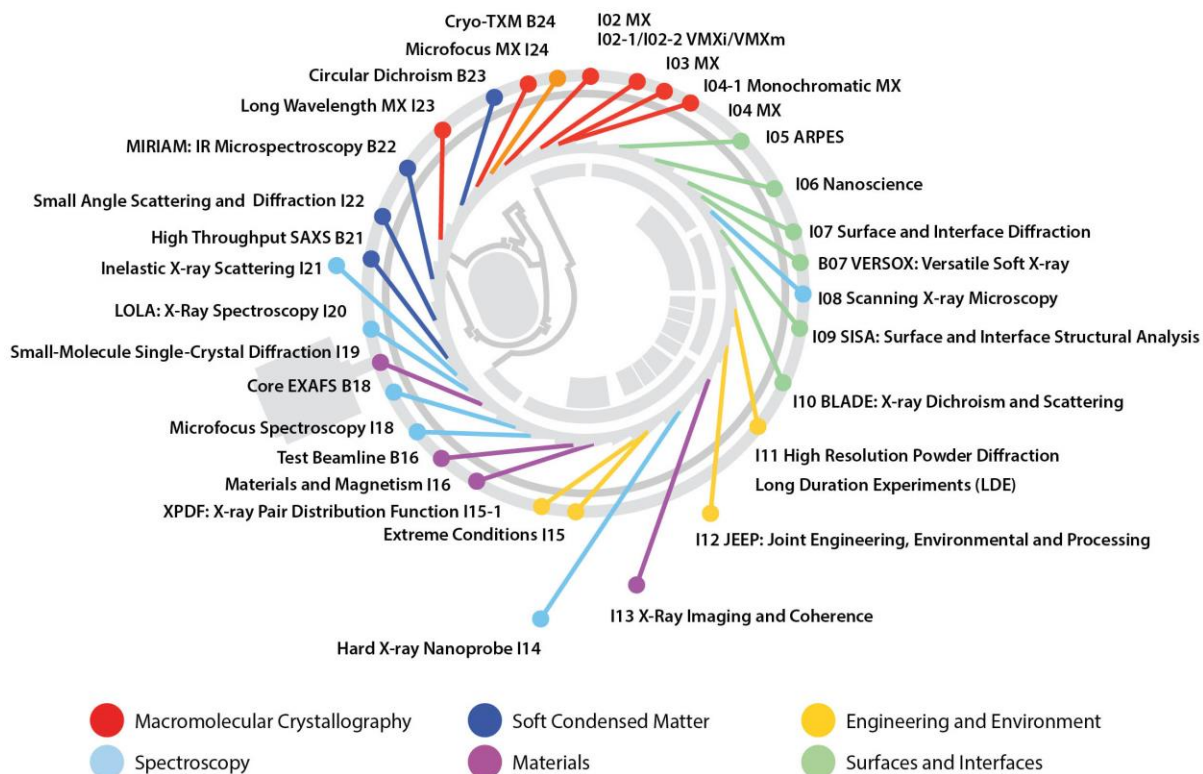 Cryo-TXM B24
Microfocus MX I24
Circular Dichroism B23
Long Wavelength MX I23
MIRIAM: IR Microspectroscopy B22
Small Angle Scattering and Diffraction I22
High Throughput SAXS B21
Inelastic X-ray Scattering I21
LOLA: X-Ray Spectroscopy I20
Small-Molecule Single-Crystal Diffraction I19
Core EXAFS B18
Microfocus Spectroscopy I18
Test Beamline B16
Materials and Magnetism I16
XPDF: X-ray Pair Distribution Function I15-1
Extreme Conditions I15
Hard X-ray Nanoprobe I14
I02 MX
I02-1/I02-2 VMXi/VMXm
I03 MX
I04-1 Monochromatic MX
I04 MX
I05 ARPES
I06 Nanoscience
I07 Surface and Interface Diffraction
B07 VERSOX: Versatile Soft X-ray
I08 Scanning X-ray Microscopy
I09 SISA: Surface and Interface Structural Analysis
I10 BLADE: X-ray Dichroism and Scattering
I11 High Resolution Powder Diffraction
Long Duration Experiments (LDE)
I12 JEEP: Joint Engineering, Environmental and Processing
I13 X-Ray Imaging and Coherence
Macromolecular Crystallography
Soft Condensed Matter
Engineering and Environment
Spectroscopy
Materials
Surfaces and Interfaces